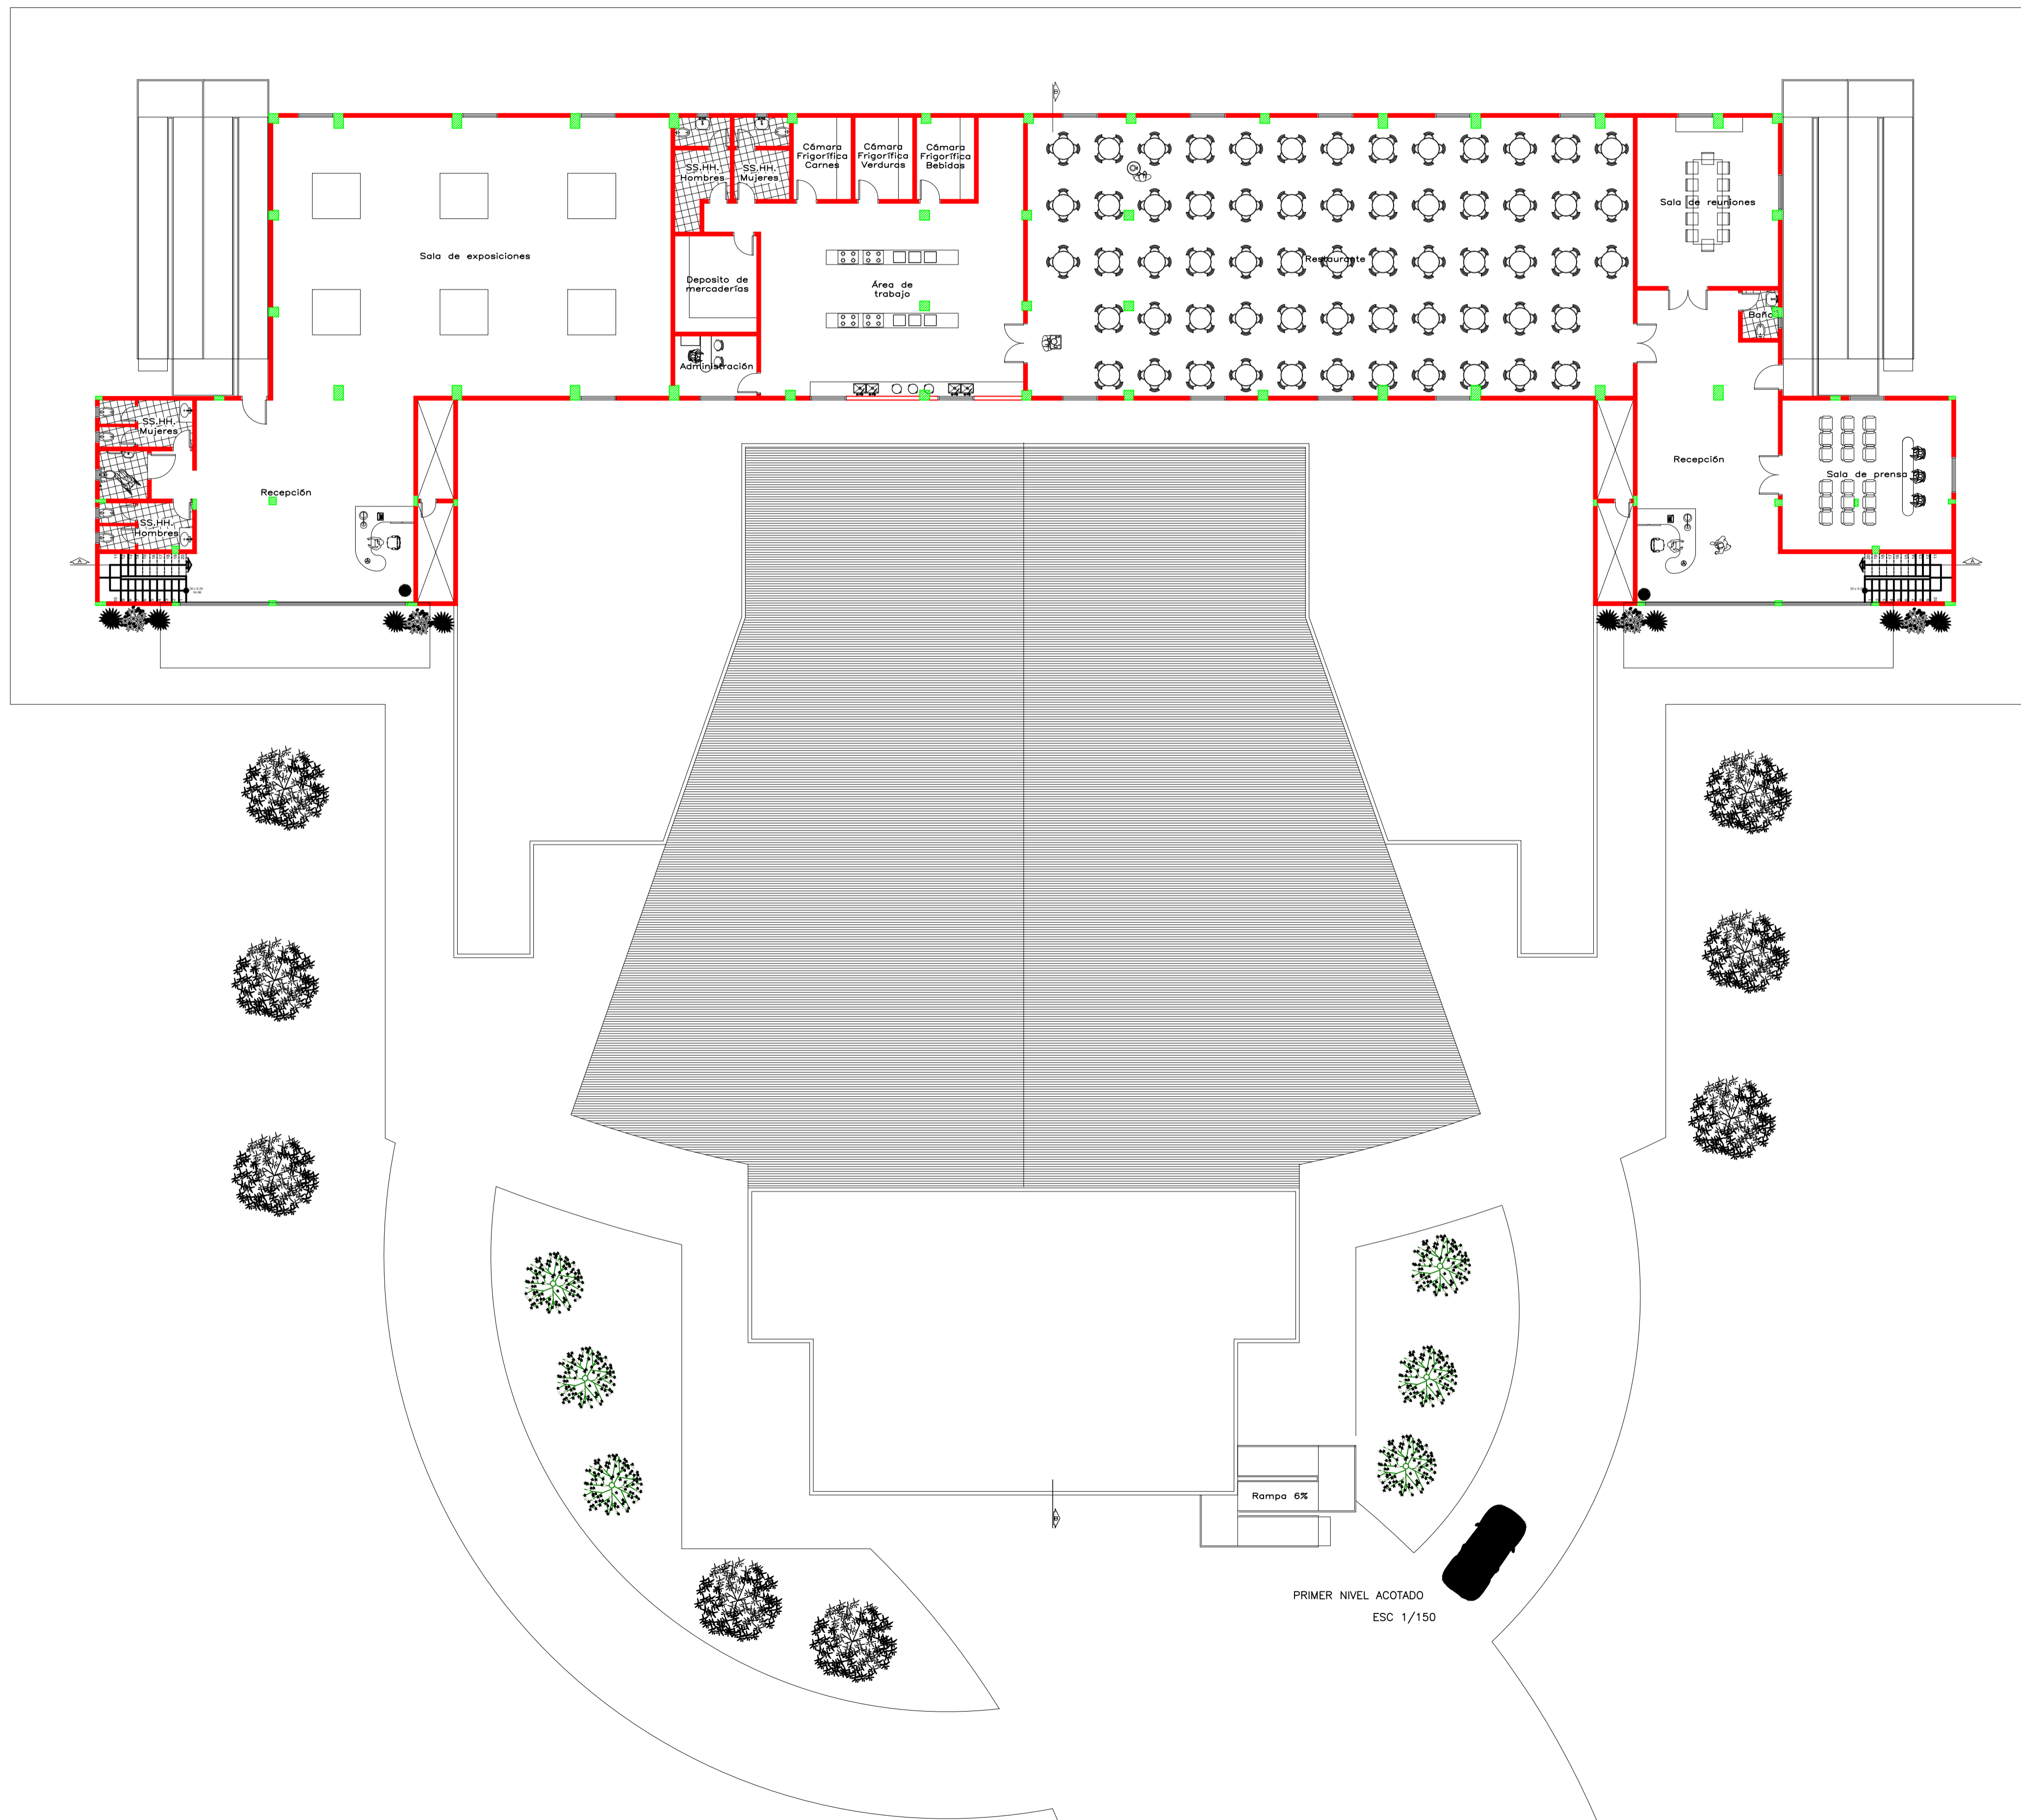 B
Cámara
Frigorífica
Carnes
Cámara
Frigorífica
Verduras
Cámara
Frigorífica
Bebidas
SS.HH.
Hombres
SS.HH.
Mujeres
Sala de reuniones
Sala de exposiciones
Restaurante
Deposito de
mercaderías
Área de
trabajo
Baño
Administración
SS.HH.
Mujeres
Recepción
Recepción
Sala de prensa
SS.HH.
Hombres
A
A
Rampa 6%
B
PRIMER NIVEL ACOTADO
ESC 1/150